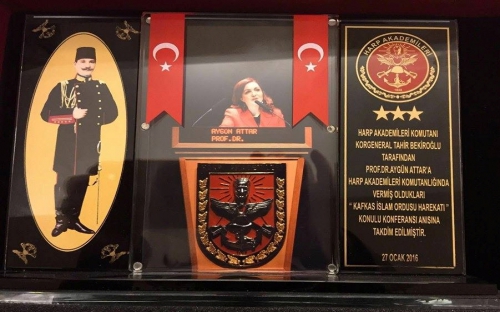 AYGÜN ATTAR
PROF.DR.
HARP AKADEMİLERİ
HARP AKADEMİLERİ KOMUTANI
KORGENERAL TAHİR BEKİROĞLU
TARAFINDAN
PROF.DR.AYGÜN ATTAR'A
HARP AKADEMİLERİ KOMUTANLIĞINDA
VERMİŞ OLDUKLARI
" KAFKAS İSLAM ORDUSU HAREKATI "
KONULU KONFERANSI ANISINA
TAKDİM EDİLMİŞTİR.
27 OCAK 2016